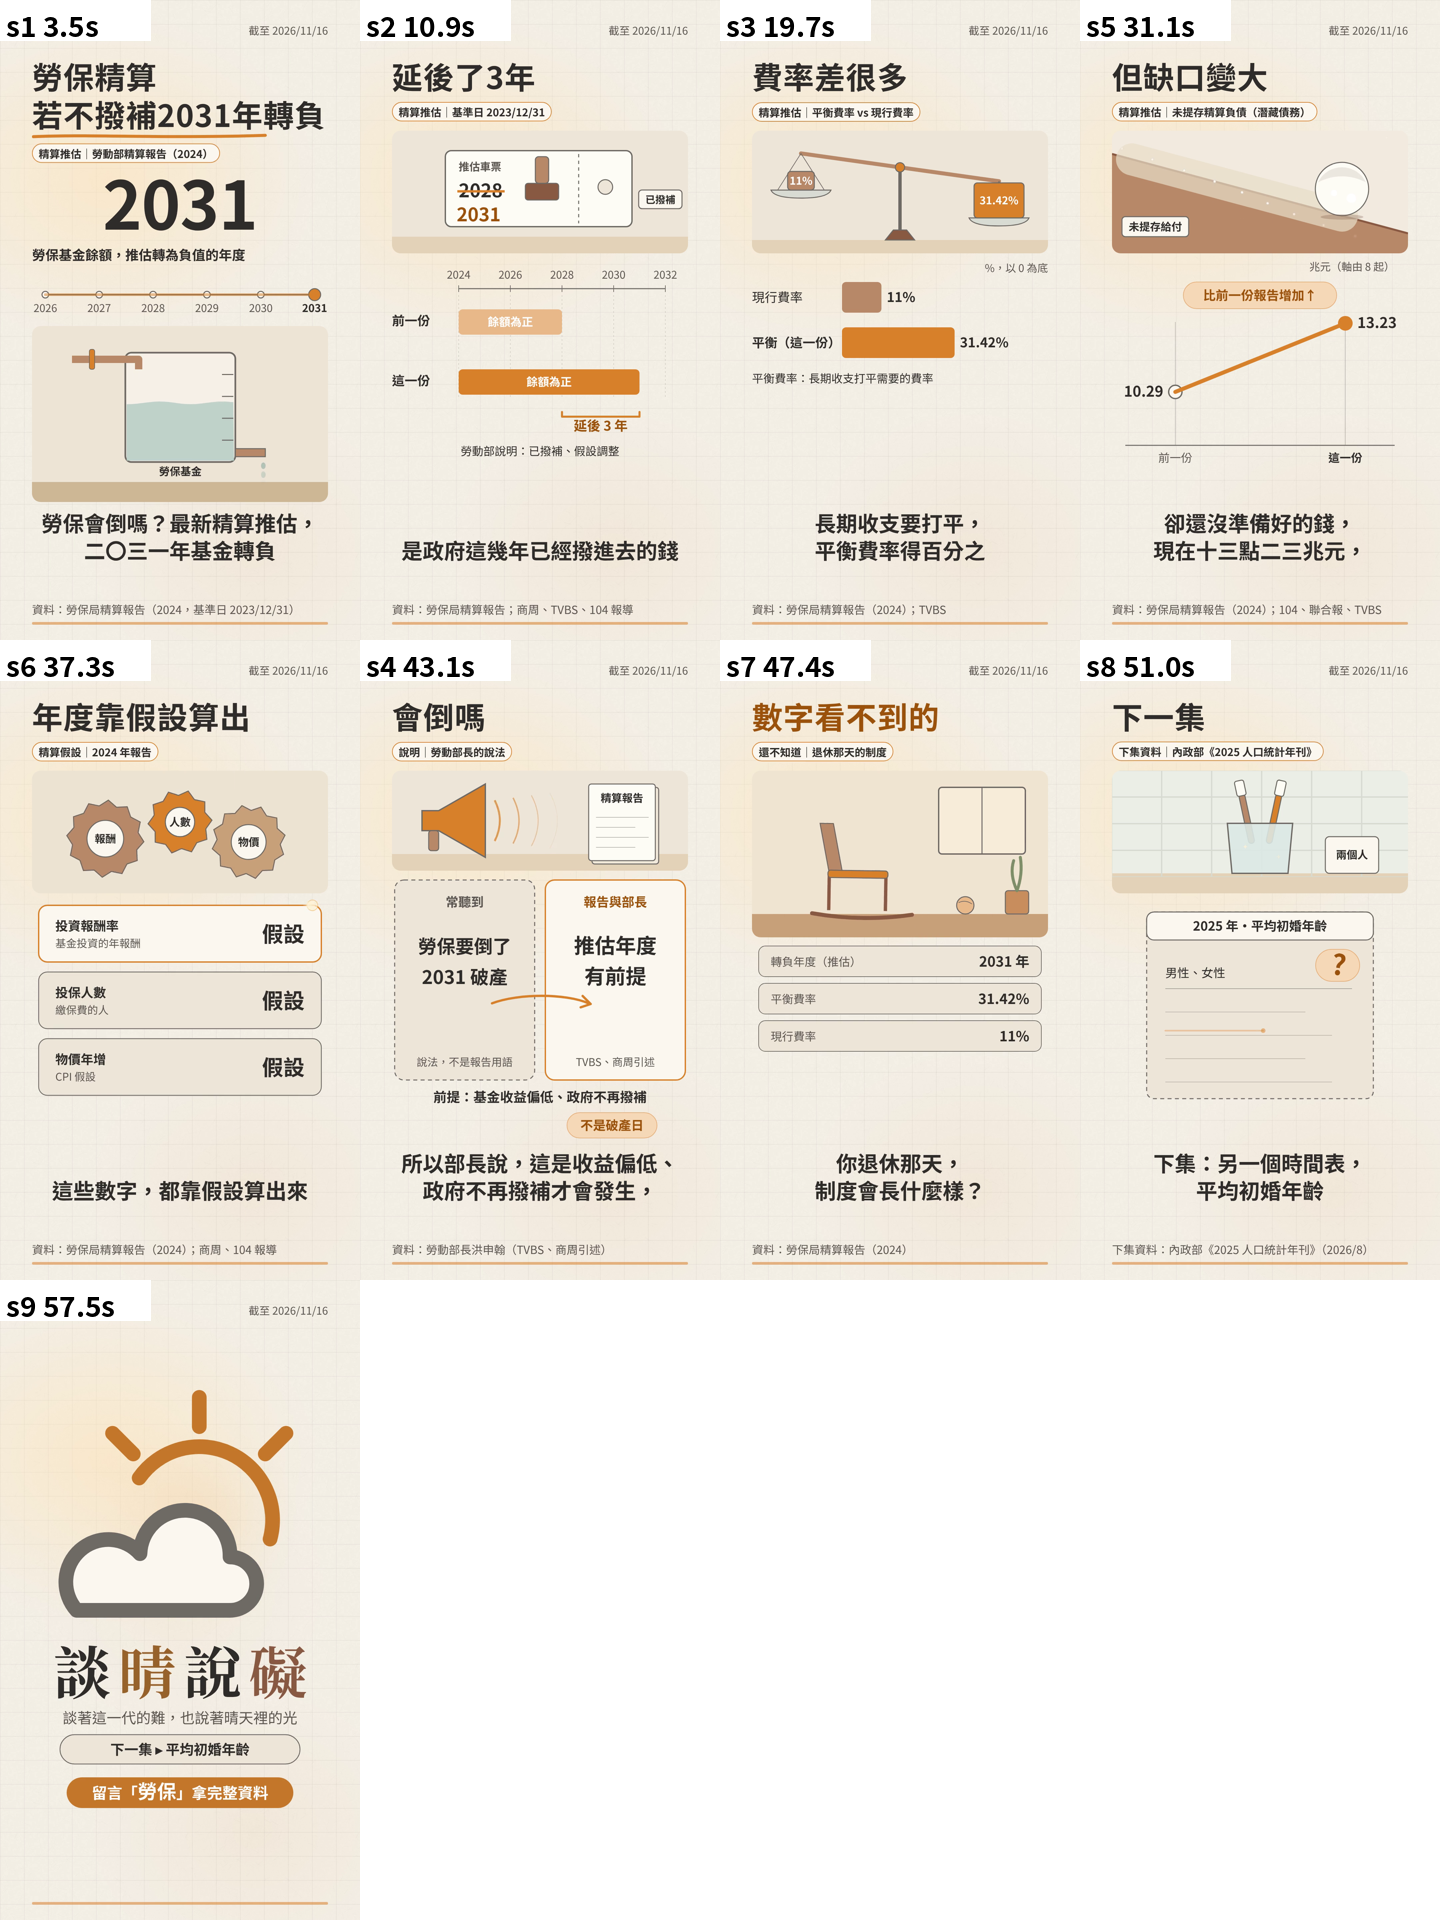 s1 3.5s
截至 2026/11/16
勞保精算
若不撥補2031年轉負
精算推估｜勞動部精算報告（2024）
2031
勞保基金餘額，推估轉為負值的年度
2026 2027 2028 2029 2030 2031
勞保基金
勞保會倒嗎？最新精算推估，
二〇三一年基金轉負
資料：勞保局精算報告（2024，基準日 2023/12/31）
s2 10.9s
截至 2026/11/16
延後了3年
精算推估｜基準日 2023/12/31
推估車票
2028
2031
已撥補
2024 2026 2028 2030 2032
前一份
餘額為正
這一份
餘額為正
延後 3 年
勞動部說明：已撥補、假設調整
是政府這幾年已經撥進去的錢
資料：勞保局精算報告；商周、TVBS、104 報導
s3 19.7s
截至 2026/11/16
費率差很多
精算推估｜平衡費率 vs 現行費率
11%
31.42%
%，以 0 為底
現行費率
11%
平衡（這一份）
31.42%
平衡費率：長期收支打平需要的費率
長期收支要打平，
平衡費率得百分之
資料：勞保局精算報告（2024）；TVBS
s5 31.1s
截至 2026/11/16
但缺口變大
精算推估｜未提存精算負債（潛藏債務）
未提存給付
兆元（軸由 8 起）
比前一份報告增加↑
13.23
10.29
前一份
這一份
卻還沒準備好的錢，
現在十三點二三兆元，
資料：勞保局精算報告（2024）；104、聯合報、TVBS
s6 37.3s
截至 2026/11/16
年度靠假設算出
精算假設｜2024 年報告
報酬
人數
物價
投資報酬率
基金投資的年報酬
假設
投保人數
繳保費的人
假設
物價年增
CPI 假設
假設
這些數字，都靠假設算出來
資料：勞保局精算報告（2024）；商周、104 報導
s4 43.1s
截至 2026/11/16
會倒嗎
說明｜勞動部長的說法
精算報告
常聽到
勞保要倒了
2031 破產
說法，不是報告用語
報告與部長
推估年度
有前提
TVBS、商周引述
前提：基金收益偏低、政府不再撥補
不是破產日
所以部長說，這是收益偏低、
政府不再撥補才會發生，
資料：勞動部長洪申翰（TVBS、商周引述）
s7 47.4s
截至 2026/11/16
數字看不到的
還不知道｜退休那天的制度
轉負年度（推估）
2031 年
平衡費率
31.42%
現行費率
11%
你退休那天，
制度會長什麼樣？
資料：勞保局精算報告（2024）
s8 51.0s
截至 2026/11/16
下一集
下集資料｜內政部《2025 人口統計年刊》
兩個人
2025 年・平均初婚年齡
男性、女性
?
下集：另一個時間表，
平均初婚年齡
下集資料：內政部《2025 人口統計年刊》（2026/8）
s9 57.5s
截至 2026/11/16
談晴說礙
談著這一代的難，也說著晴天裡的光
下一集 ▸ 平均初婚年齡
留言「勞保」拿完整資料